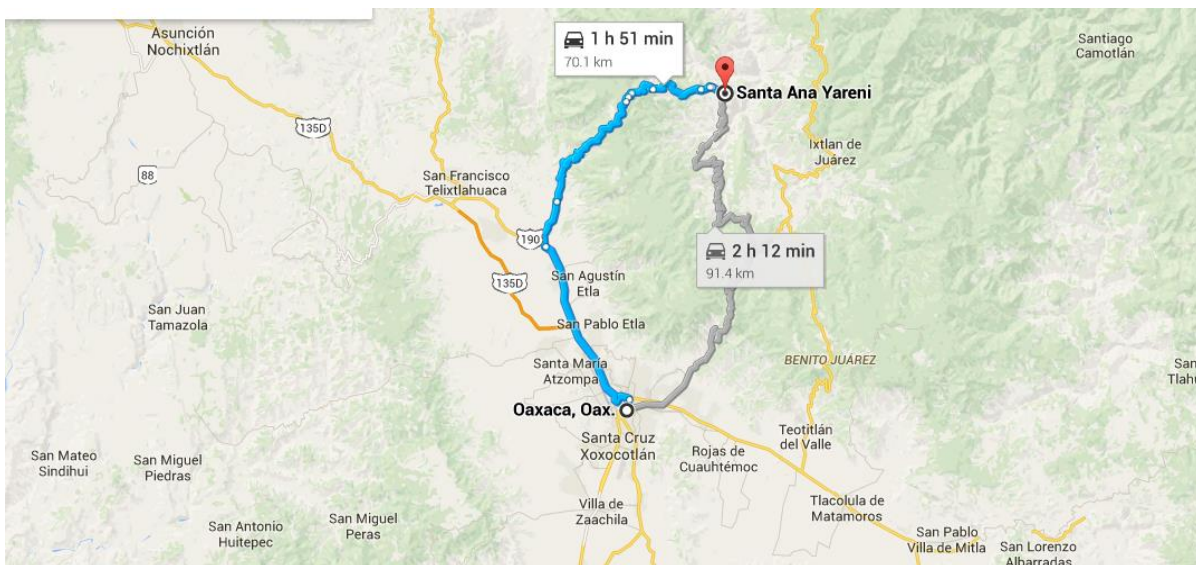 Asunción
Nochixtlán
1 h 51 min
70.1 km
Santiago
Camotlán
Santa Ana Yareni
135D
Ixtlan de
Juárez
88
San Francisco
Telixtlahuaca
190
2 h 12 min
91.4 km
San Agustín
Etla
135D
San Juan
Tamazola
San Pablo Etla
Santa María
Atzompa
BENITO JUÁREZ
San
Tlahu
Oaxaca, Oax.
Santa Cruz
Xoxocotlán
Teotitlán
del Valle
Rojas de
Cuauhtémoc
San Mateo
Sindihui
San Miguel
Piedras
Villa de
Zaachila
Tlacolula de
Matamoros
San Antonio
Huitepec
San Miguel
Peras
San Pablo
Villa de Mitla
San Lorenzo
Albarradas